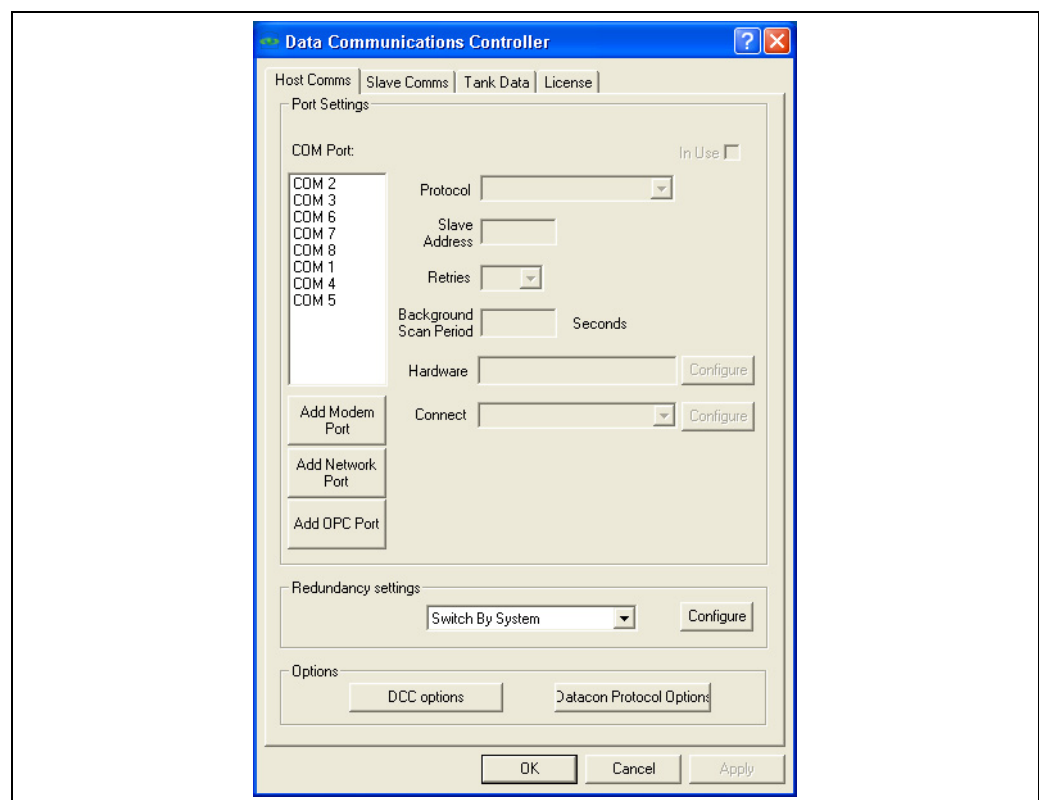 Data Communications Controller
Host Comms Slave Comms Tank Data License
Port Settings
COM Port:
In Use
COM 2
COM 3
COM 6
COM 7
COM 8
COM 1
COM 4
COM 5
Protocol
Slave
Address
Retries
Background
Scan Period
Seconds
Hardware
Configure
Connect
Configure
Add Modem
Port
Add Network
Port
Add OPC Port
Redundancy settings
Switch By System
Configure
Options
DCC options
Datacon Protocol Options
OK
Cancel
Apply